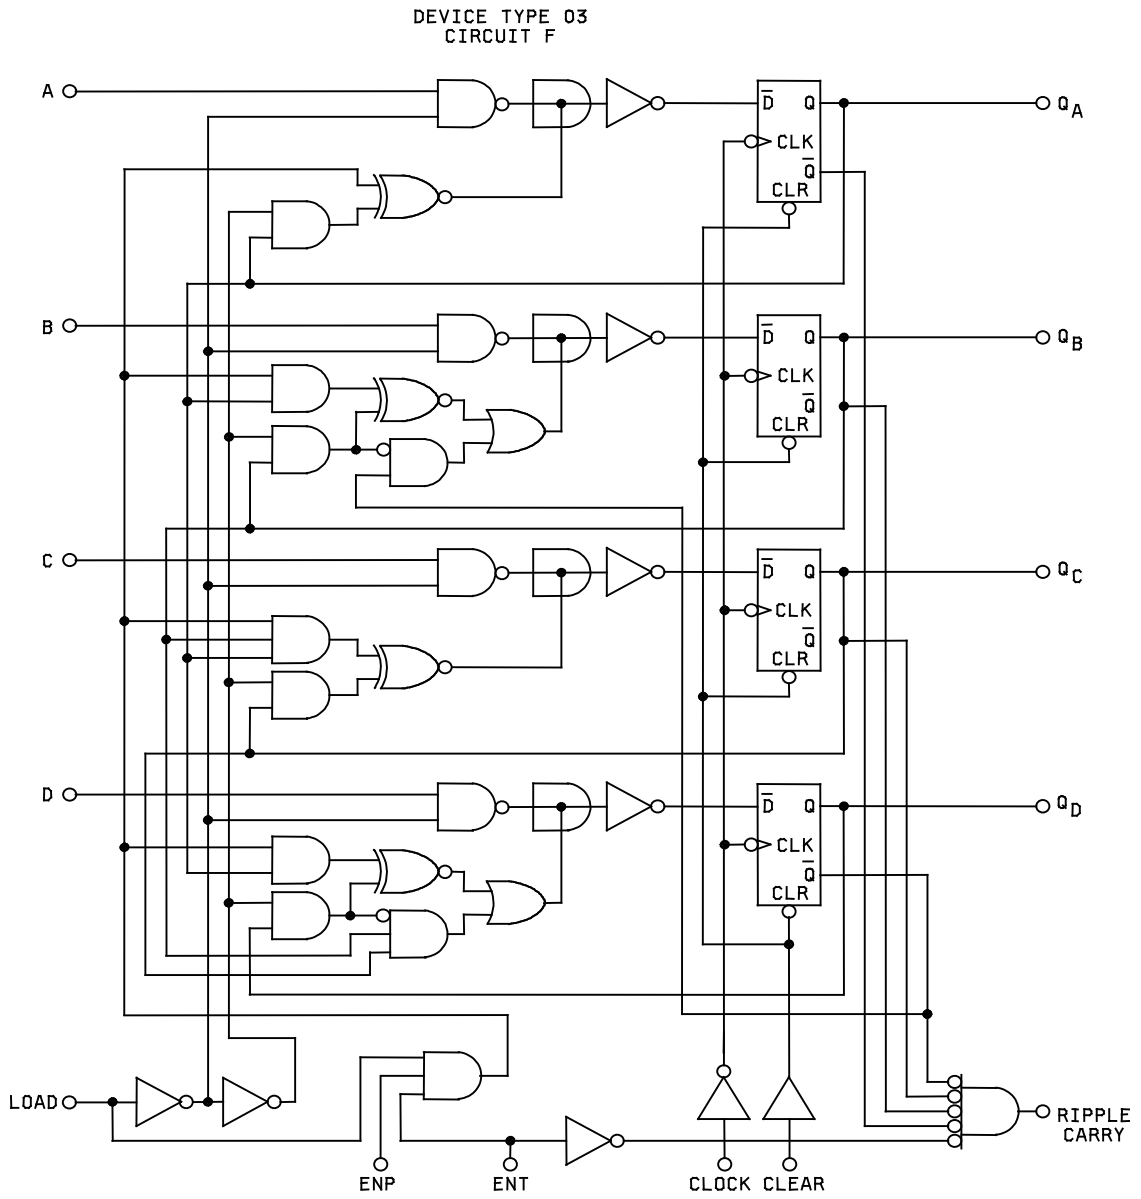 DEVICE TYPE 03
CIRCUIT F
A
D̅ Q
Q_A
CLK
Q̅
CLR
B
D̅ Q
Q_B
CLK
Q̅
CLR
C
D̅ Q
Q_C
CLK
Q̅
CLR
D
D̅ Q
Q_D
CLK
Q̅
CLR
LOAD
RIPPLE
CARRY
ENP
ENT
CLOCK
CLEAR